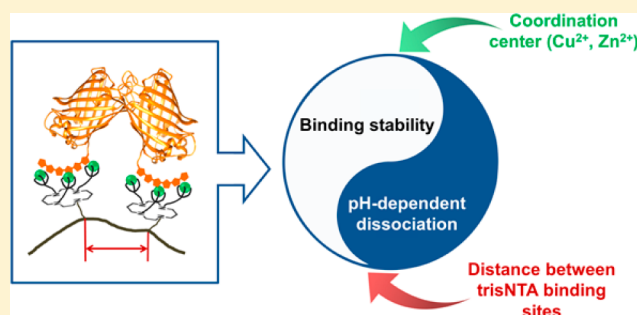 Coordination
center (Cu²⁺, Zn²⁺)
Binding stability
pH-dependent
dissociation
Distance between
trisNTA binding
sites